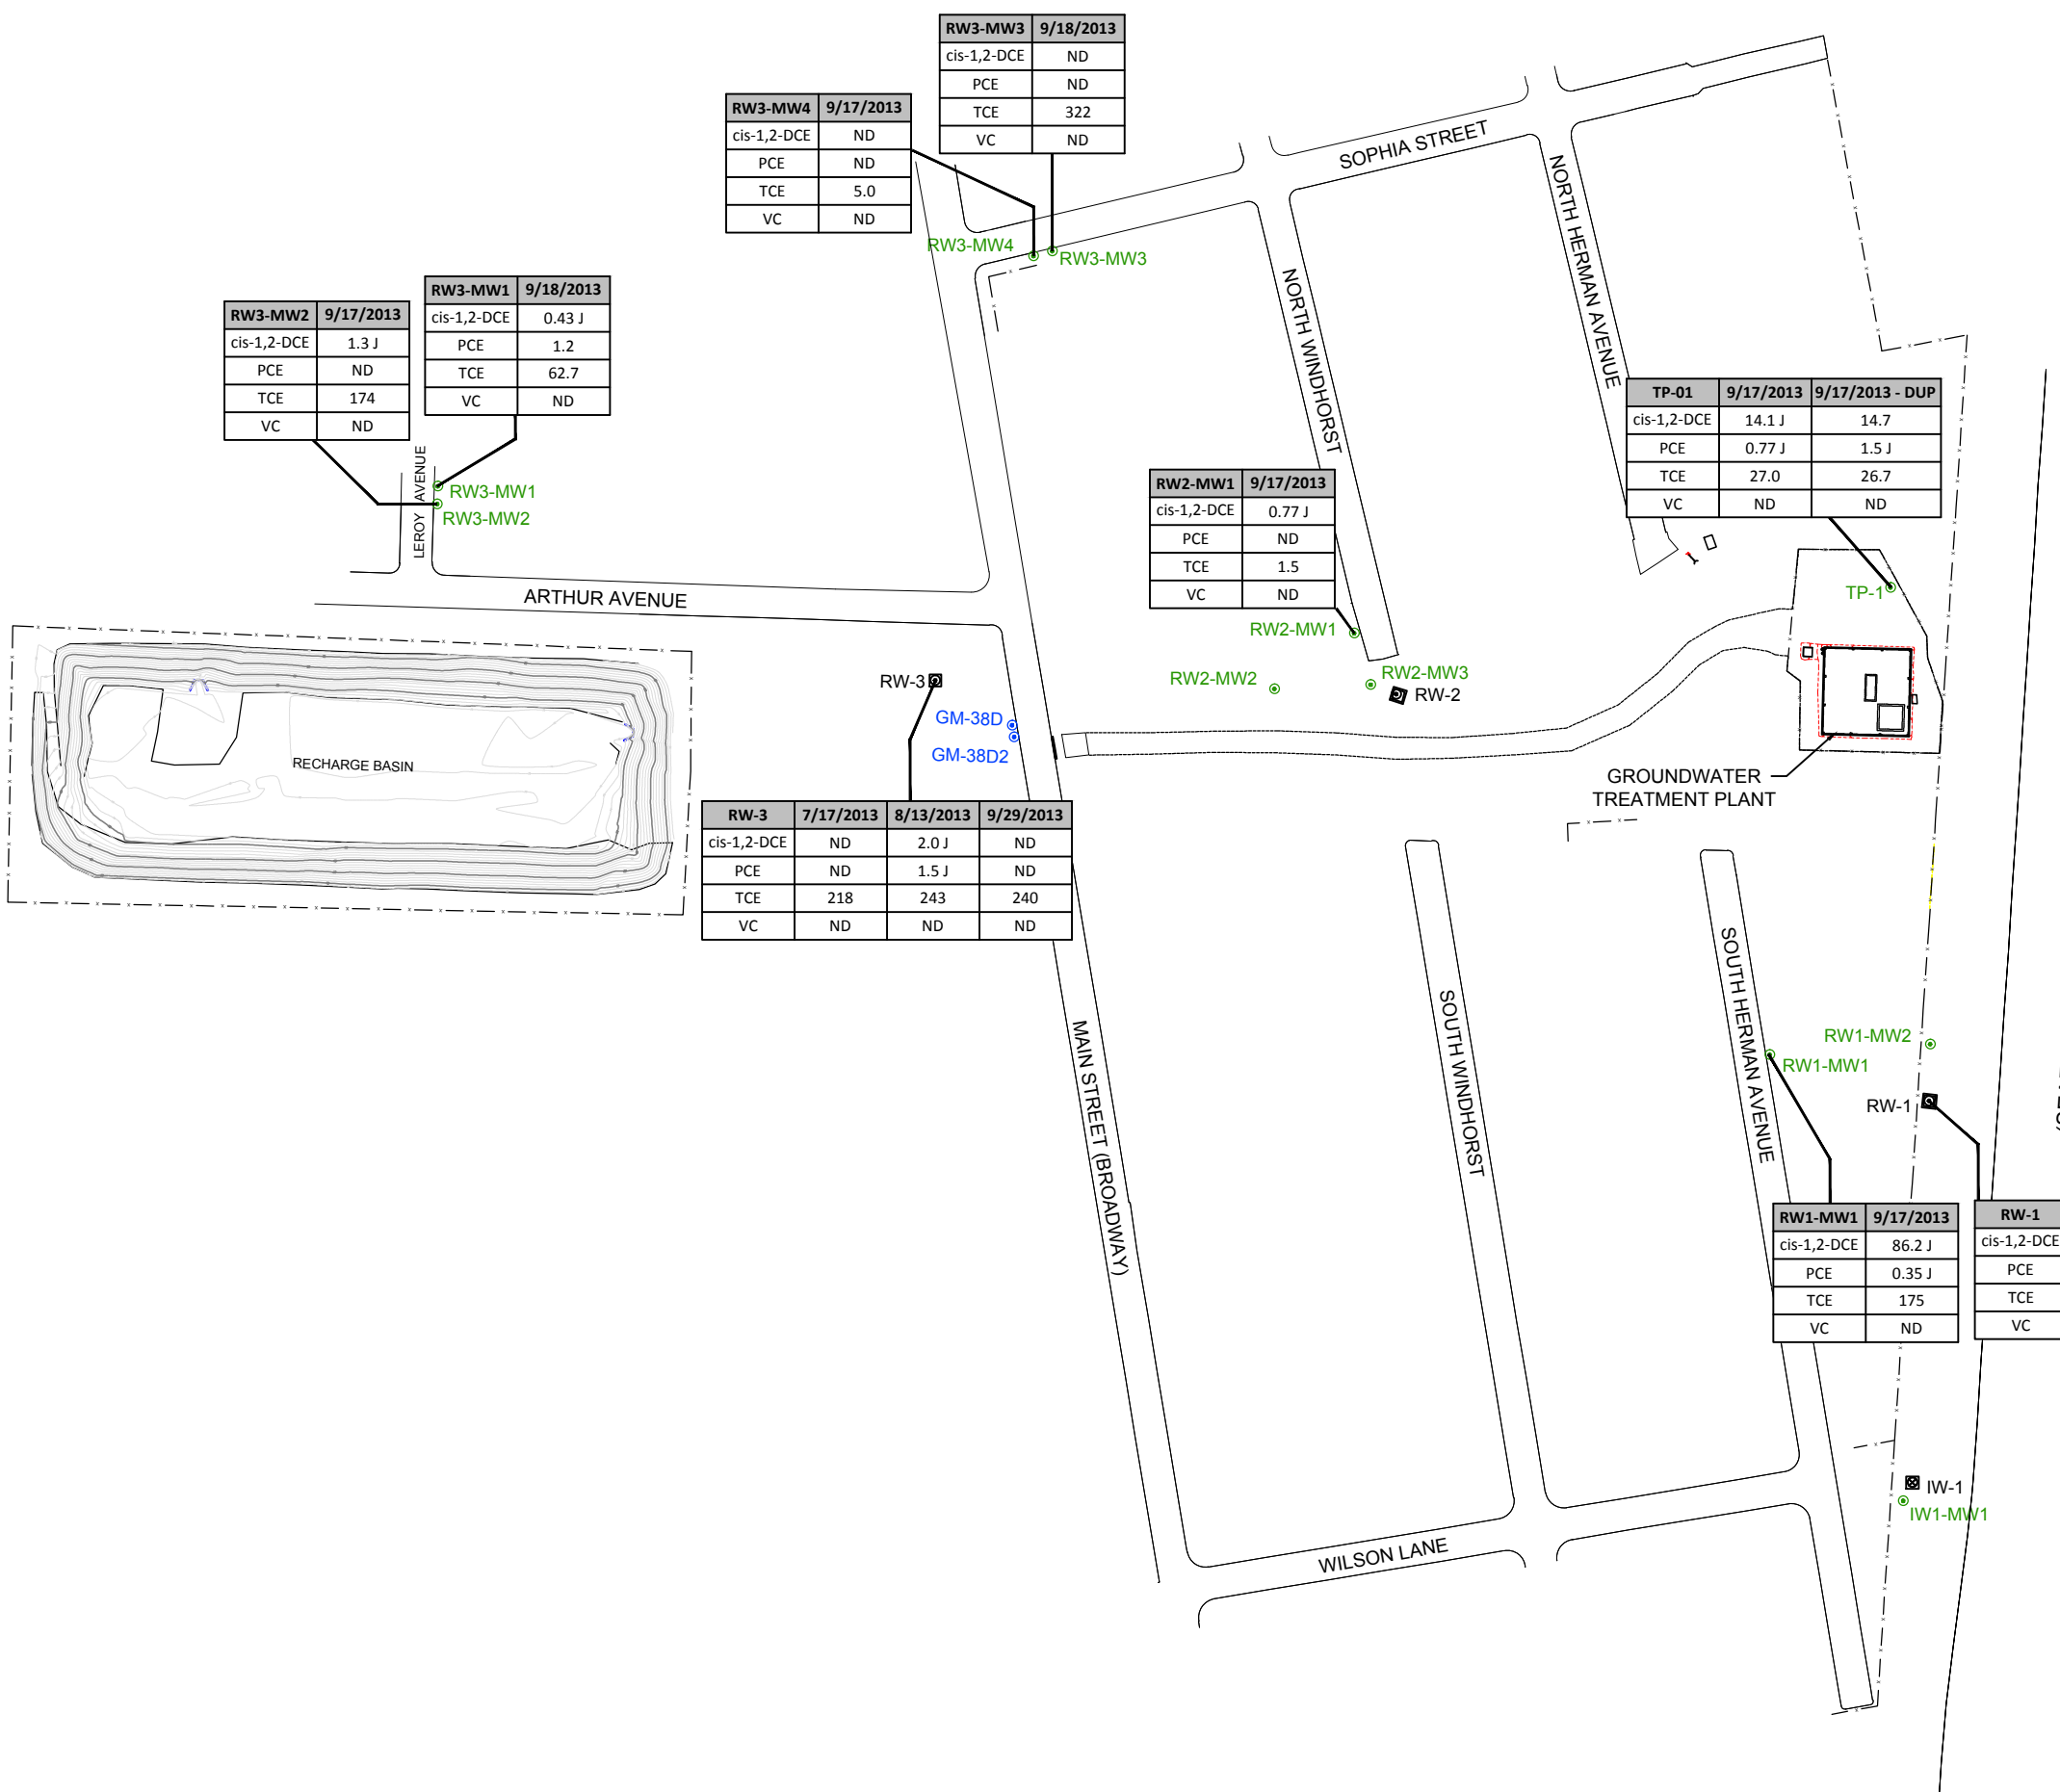 RW3-MW3 9/18/2013
cis-1,2-DCE ND
PCE ND
TCE 322
VC ND
RW3-MW4 9/17/2013
cis-1,2-DCE ND
PCE ND
TCE 5.0
VC ND
SOPHIA STREET
NORTH HERMAN AVENUE
NORTH WINDHORST
RW3-MW4
RW3-MW3
RW3-MW1 9/18/2013
cis-1,2-DCE 0.43 J
PCE 1.2
TCE 62.7
VC ND
RW3-MW2 9/17/2013
cis-1,2-DCE 1.3 J
PCE ND
TCE 174
VC ND
LEROY AVENUE
RW3-MW1
RW3-MW2
TP-01 9/17/2013 9/17/2013 - DUP
cis-1,2-DCE 14.1 J 14.7
PCE 0.77 J 1.5 J
TCE 27.0 26.7
VC ND ND
RW2-MW1 9/17/2013
cis-1,2-DCE 0.77 J
PCE ND
TCE 1.5
VC ND
ARTHUR AVENUE
TP-1
RW2-MW1
RW2-MW2
RW2-MW3
RW-2
RW-3
GM-38D
GM-38D2
RECHARGE BASIN
GROUNDWATER
TREATMENT PLANT
RW-3 7/17/2013 8/13/2013 9/29/2013
cis-1,2-DCE ND 2.0 J ND
PCE ND 1.5 J ND
TCE 218 243 240
VC ND ND ND
MAIN STREET (BROADWAY)
SOUTH WINDHORST
SOUTH HERMAN AVENUE
RW1-MW2
RW1-MW1
RW-1
RW1-MW1 9/17/2013
cis-1,2-DCE 86.2 J
PCE 0.35 J
TCE 175
VC ND
RW-1
cis-1,2-DCE
PCE
TCE
VC
IW-1
IW1-MW1
WILSON LANE